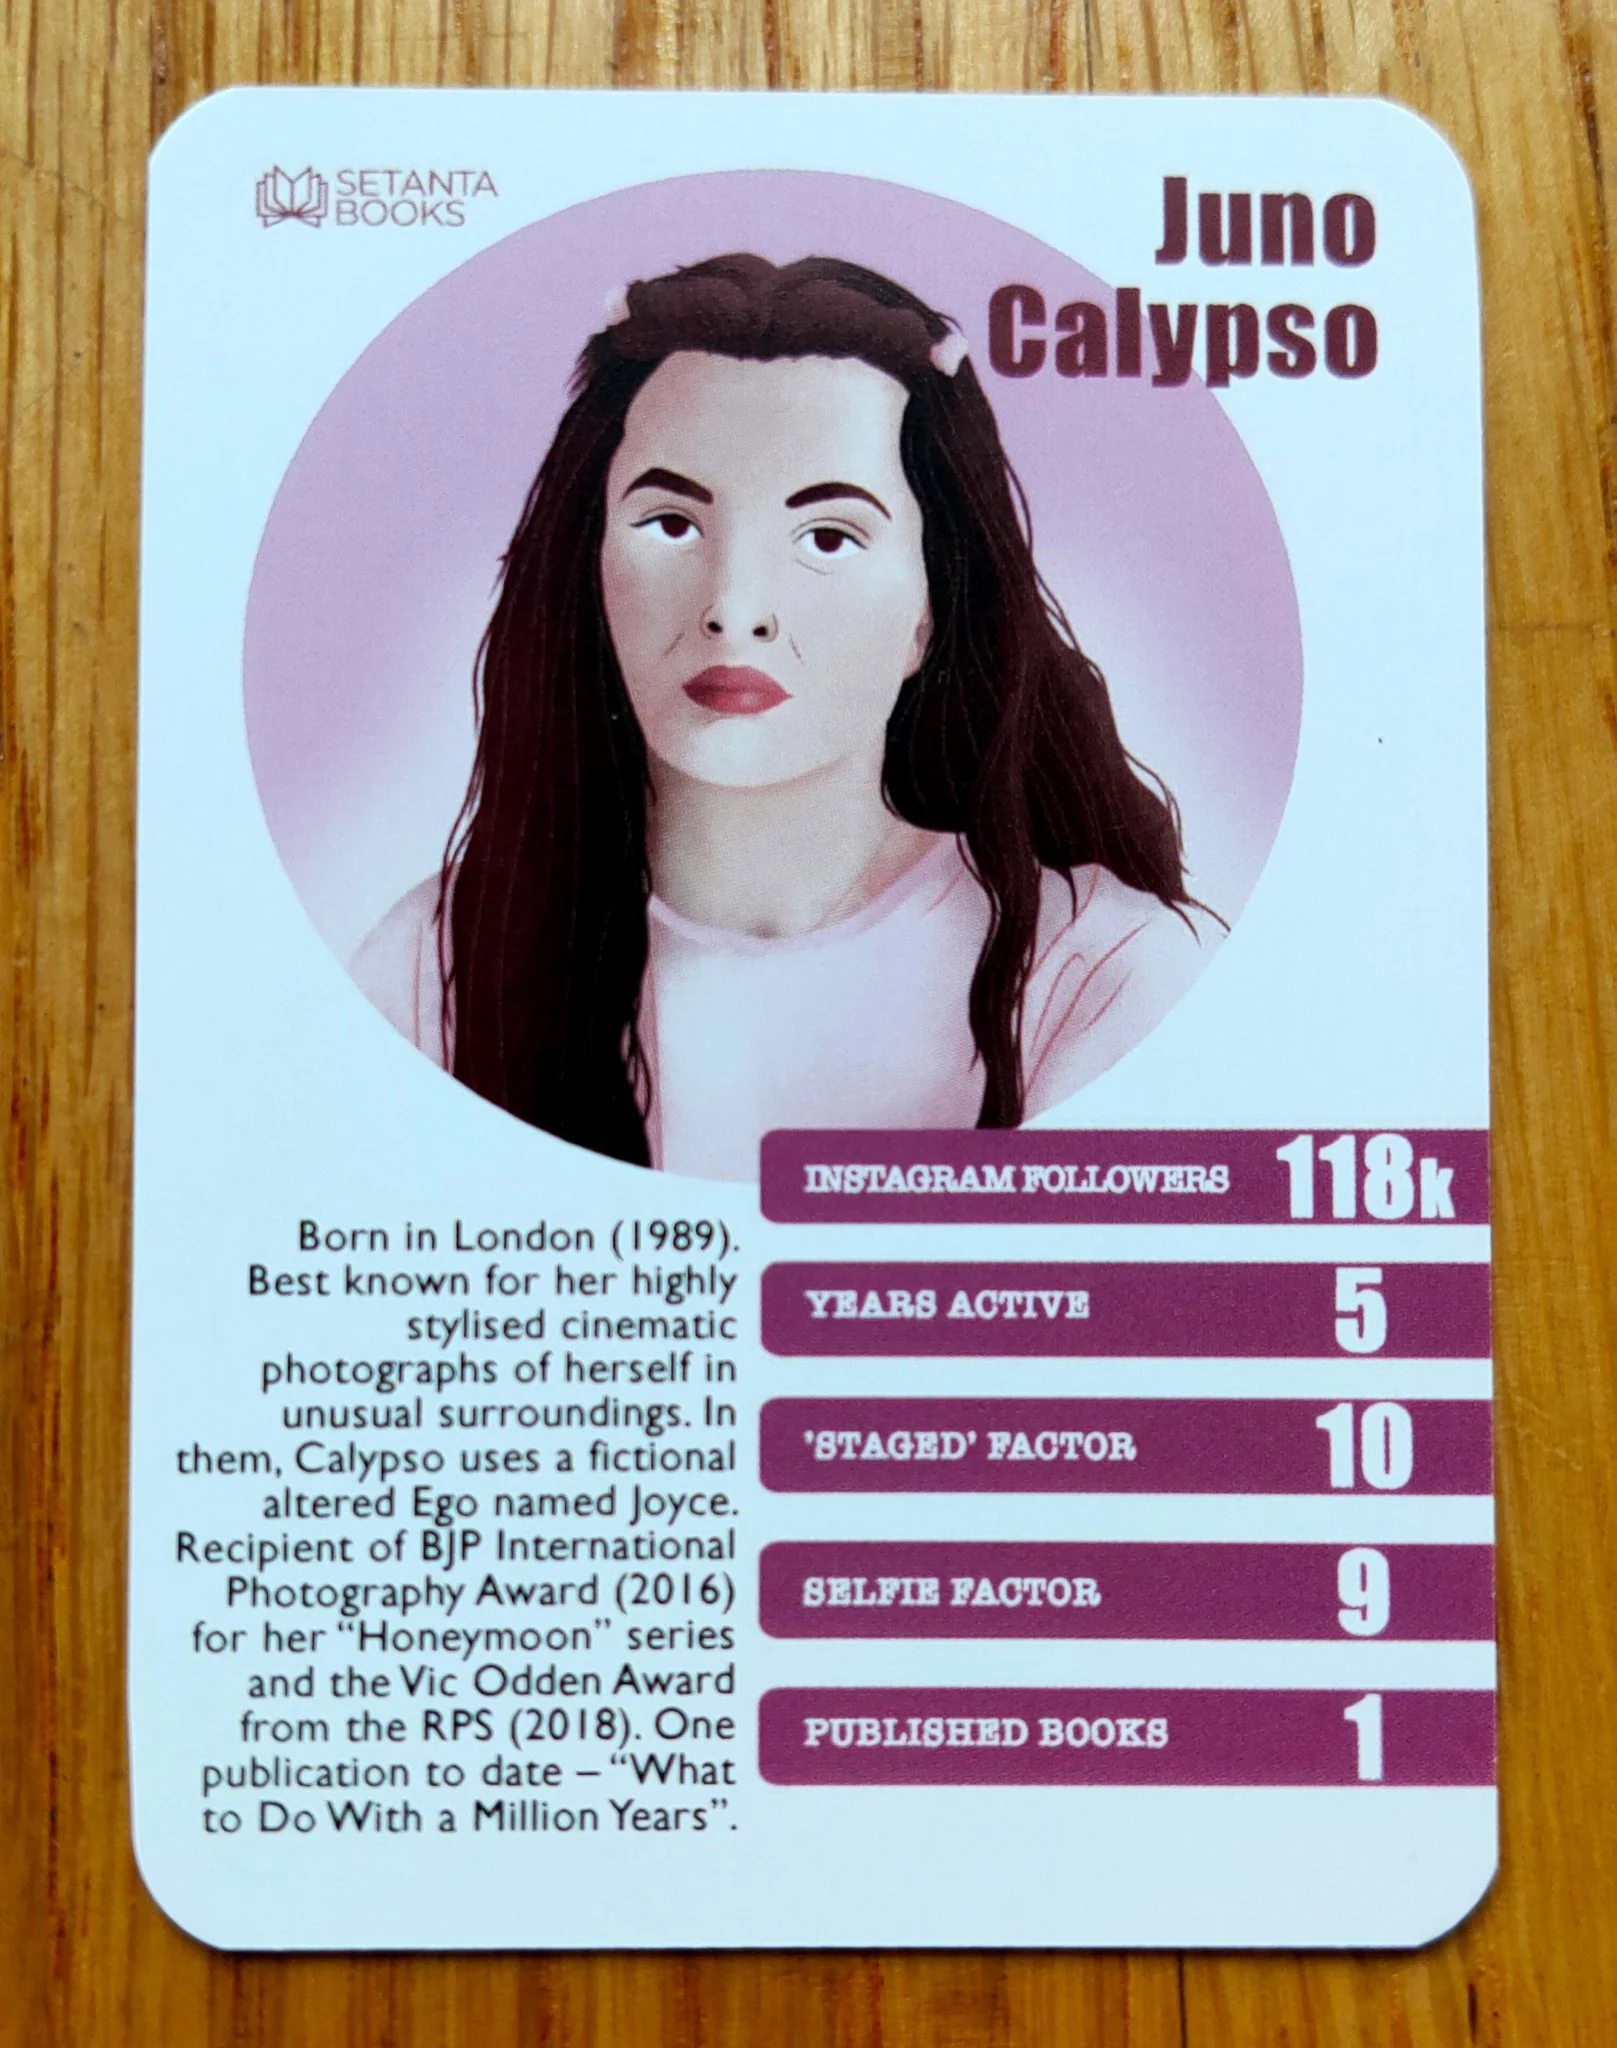 SETANTA
BOOKS
Juno
Calypso
Born in London (1989).
Best known for her highly
stylised cinematic
photographs of herself in
unusual surroundings. In
them, Calypso uses a fictional
altered Ego named Joyce.
Recipient of BJP International
Photography Award (2016)
for her “Honeymoon” series
and the Vic Odden Award
from the RPS (2018). One
publication to date – “What
to Do With a Million Years”.
INSTAGRAM FOLLOWERS 118k
YEARS ACTIVE 5
'STAGED' FACTOR 10
SELFIE FACTOR 9
PUBLISHED BOOKS 1